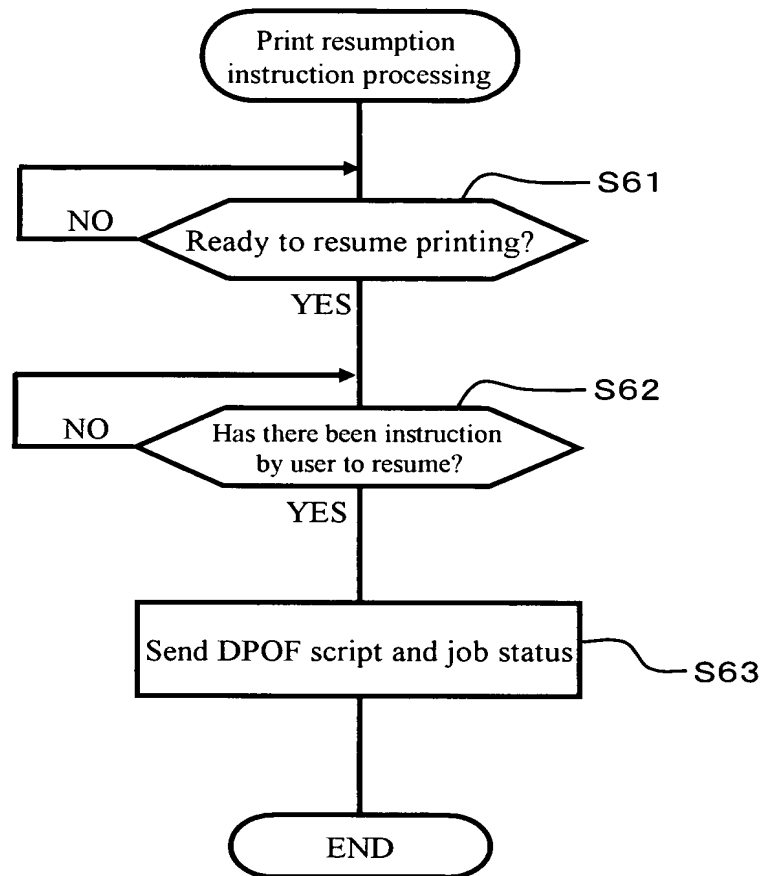 Print resumption
instruction processing
S61
NO
Ready to resume printing?
YES
S62
NO
Has there been instruction
by user to resume?
YES
Send DPOF script and job status
S63
END